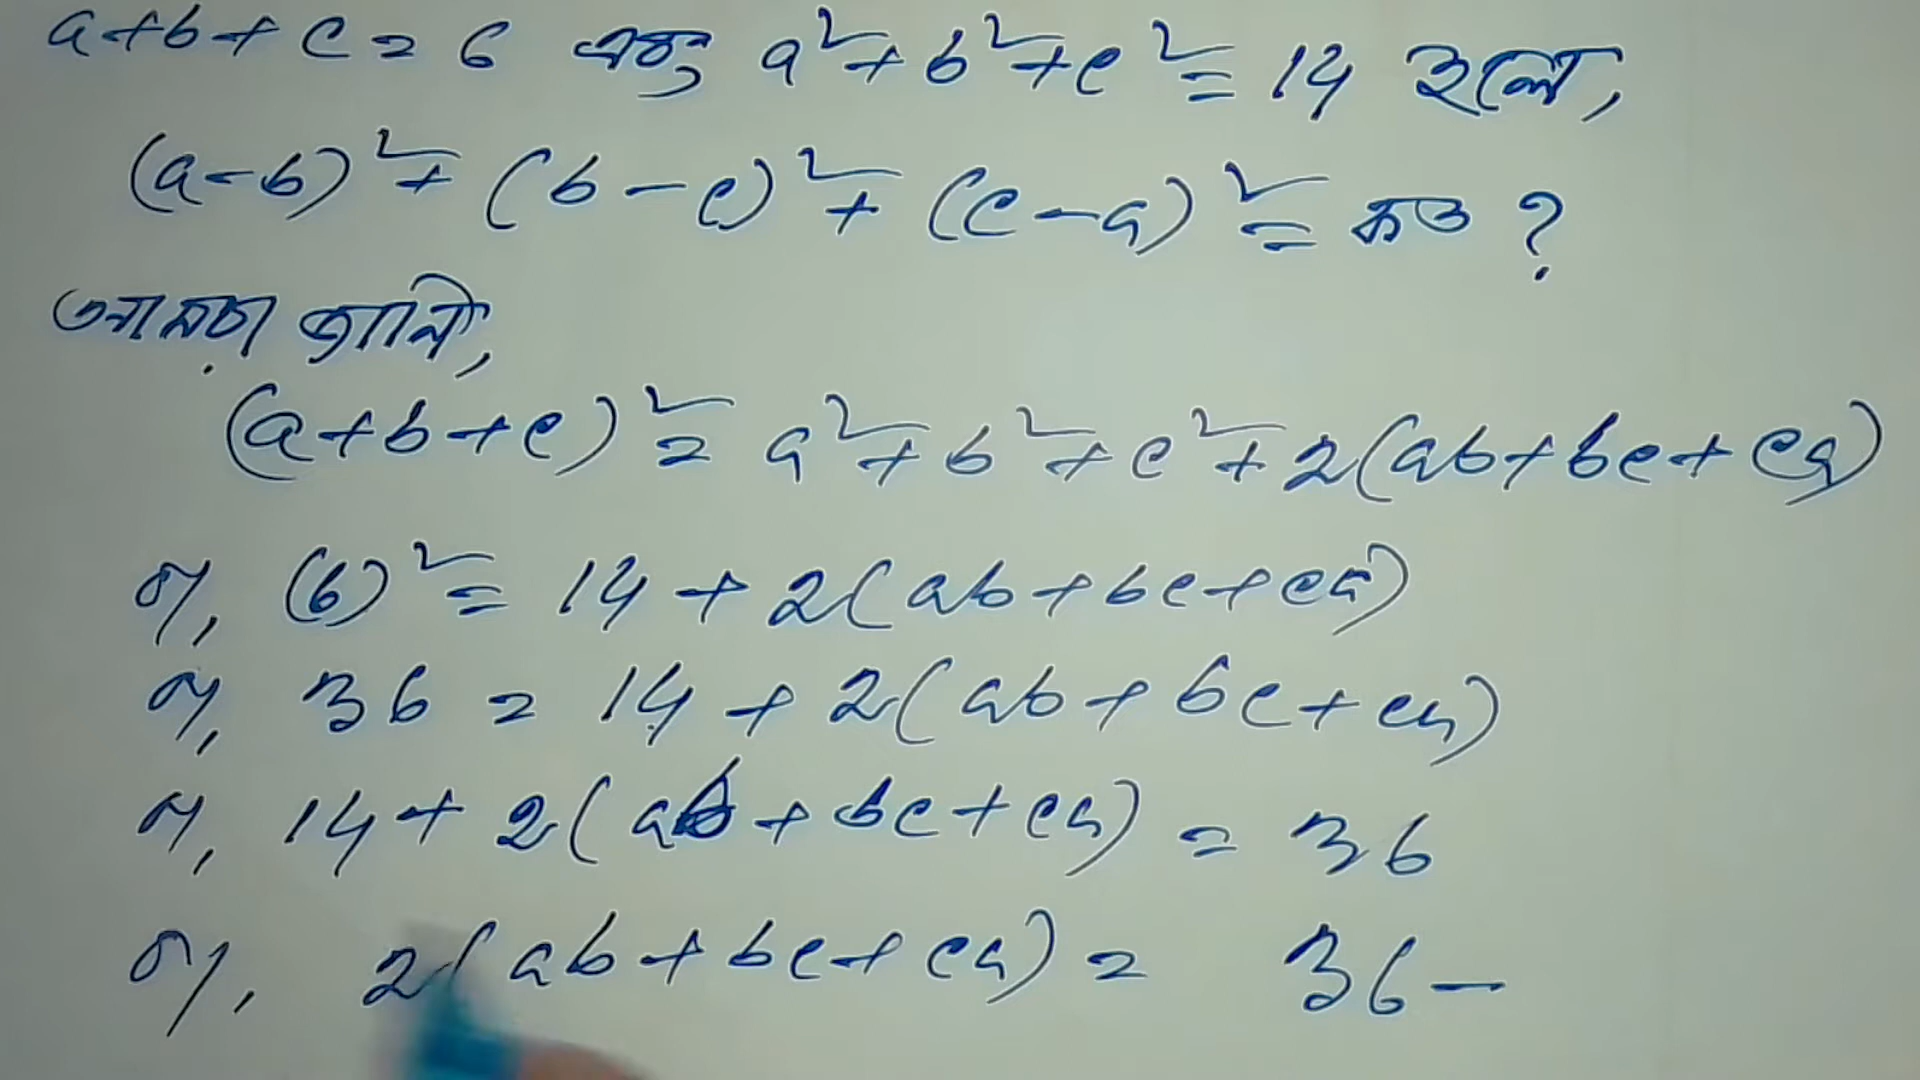 a+b+c = 6 এবং a²+b²+c² = 14 হলে,
(a-b)² + (b-c)² + (c-a)² = কত ?
আমরা জানি,
(a+b+c)² = a²+b²+c²+2(ab+bc+ca)
বা, (6)² = 14 + 2(ab+bc+ca)
বা, 36 = 14 + 2(ab+bc+ca)
বা, 14 + 2(ab+bc+ca) = 36
বা, 2(ab+bc+ca) = 36 -